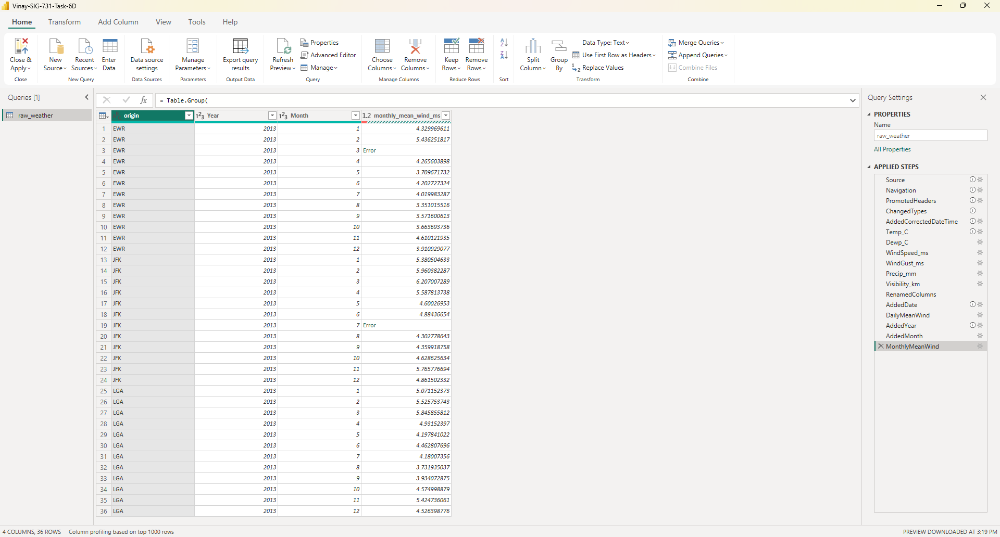 Vinay-SIG-731-Task-6D
Home Transform Add Column View Tools Help
Close & Apply
Close
New Source
Recent Sources
Enter Data
New Query
Data source settings
Data Sources
Manage Parameters
Parameters
Export query results
Output Data
Refresh Preview
Properties
Advanced Editor
Manage
Query
Choose Columns
Remove Columns
Manage Columns
Keep Rows
Remove Rows
Reduce Rows
Sort
Split Column
Group By
Data Type: Text
Use First Row as Headers
Replace Values
Transform
Merge Queries
Append Queries
Combine Files
Combine
Queries [1]
raw_weather
fx = Table.Group(
origin 123 Year 123 Month 1.2 monthly_mean_wind_ms
1 EWR 2013 1 4.329969611
2 EWR 2013 2 5.436251817
3 EWR 2013 3 Error
4 EWR 2013 4 4.265603898
5 EWR 2013 5 3.709671732
6 EWR 2013 6 4.202727324
7 EWR 2013 7 4.019983287
8 EWR 2013 8 3.351015516
9 EWR 2013 9 3.571600613
10 EWR 2013 10 3.663693736
11 EWR 2013 11 4.610121935
12 EWR 2013 12 3.910929077
13 JFK 2013 1 5.380504633
14 JFK 2013 2 5.960382287
15 JFK 2013 3 6.207007289
16 JFK 2013 4 5.587813738
17 JFK 2013 5 4.60026953
18 JFK 2013 6 4.88436654
19 JFK 2013 7 Error
20 JFK 2013 8 4.302778643
21 JFK 2013 9 4.359918758
22 JFK 2013 10 4.628625634
23 JFK 2013 11 5.765776694
24 JFK 2013 12 4.861502332
25 LGA 2013 1 5.071152373
26 LGA 2013 2 5.525753743
27 LGA 2013 3 5.845855812
28 LGA 2013 4 4.93152397
29 LGA 2013 5 4.197841022
30 LGA 2013 6 4.462807696
31 LGA 2013 7 4.18007356
32 LGA 2013 8 3.731935037
33 LGA 2013 9 3.934072875
34 LGA 2013 10 4.574998879
35 LGA 2013 11 5.424736061
36 LGA 2013 12 4.526398776
Query Settings
PROPERTIES
Name
raw_weather
All Properties
APPLIED STEPS
Source
Navigation
PromotedHeaders
ChangedTypes
AddedCorrectedDateTime
Temp_C
Dewp_C
WindSpeed_ms
WindGust_ms
Precip_mm
Visibility_km
RenamedColumns
AddedDate
DailyMeanWind
AddedYear
AddedMonth
MonthlyMeanWind
4 COLUMNS, 36 ROWS Column profiling based on top 1000 rows
PREVIEW DOWNLOADED AT 3:19 PM